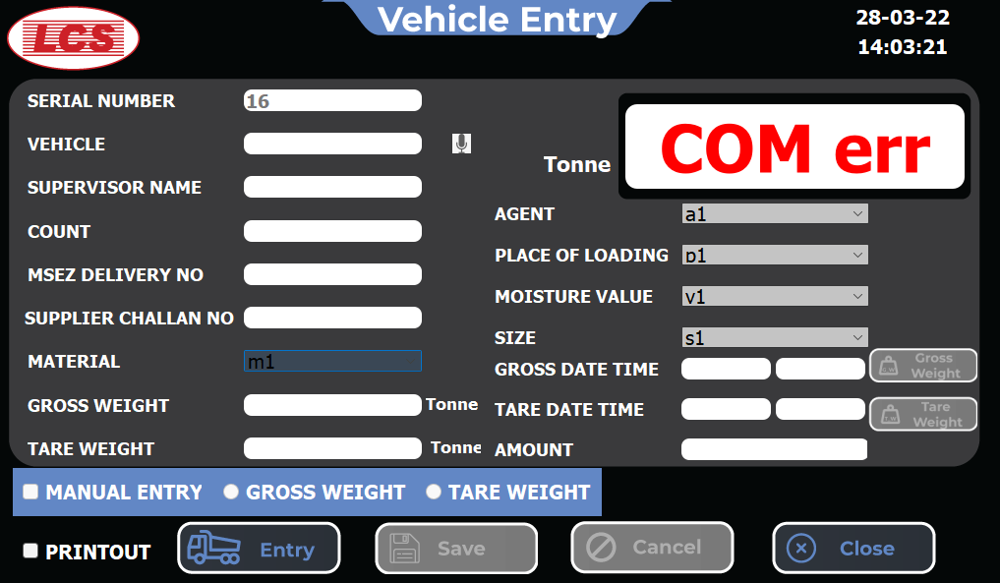 LCS
Vehicle Entry
28-03-22
14:03:21
SERIAL NUMBER 16
VEHICLE
SUPERVISOR NAME
COUNT
MSEZ DELIVERY NO
SUPPLIER CHALLAN NO
MATERIAL m1
GROSS WEIGHT Tonne
TARE WEIGHT Tonne
Tonne COM err
AGENT a1
PLACE OF LOADING p1
MOISTURE VALUE v1
SIZE s1
GROSS DATE TIME
Gross
Weight
TARE DATE TIME
Tare
Weight
AMOUNT
MANUAL ENTRY GROSS WEIGHT TARE WEIGHT
PRINTOUT Entry Save Cancel Close